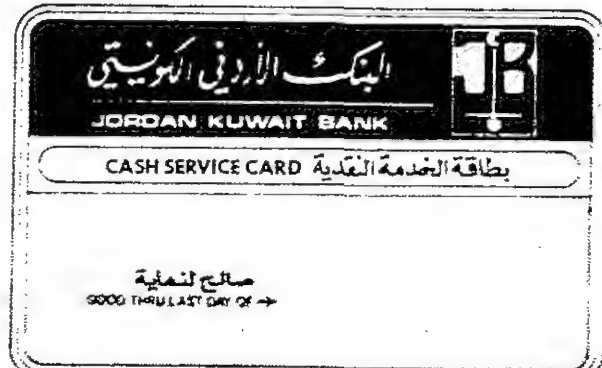 البنك الأردني الكويتي
JORDAN KUWAIT BANK
CASH SERVICE CARD بطاقة الخدمة النقدية
صالح لنهاية
GOOD THRU LAST DAY OF →